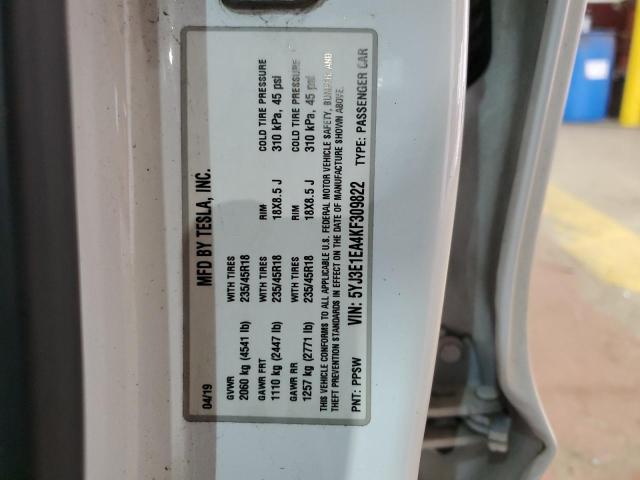 MFD BY TESLA, INC.
04/19
GVWR WITH TIRES RIM COLD TIRE PRESSURE
2060 kg (4541 lb) 235/45R18 18X8.5 J 310 kPa, 45 psi
GAWR FRT
1110 kg (2447 lb) 235/45R18
GAWR RR WITH TIRES RIM COLD TIRE PRESSURE
1257 kg (2771 lb) 235/45R18 18X8.5 J 310 kPa, 45 psi
THIS VEHICLE CONFORMS TO ALL APPLICABLE U.S. FEDERAL MOTOR VEHICLE SAFETY, BUMPER AND
THEFT PREVENTION STANDARDS IN EFFECT ON THE DATE OF MANUFACTURE SHOWN ABOVE.
PNT: PPSW VIN: 5YJ3E1EA4KF309822 TYPE: PASSENGER CAR